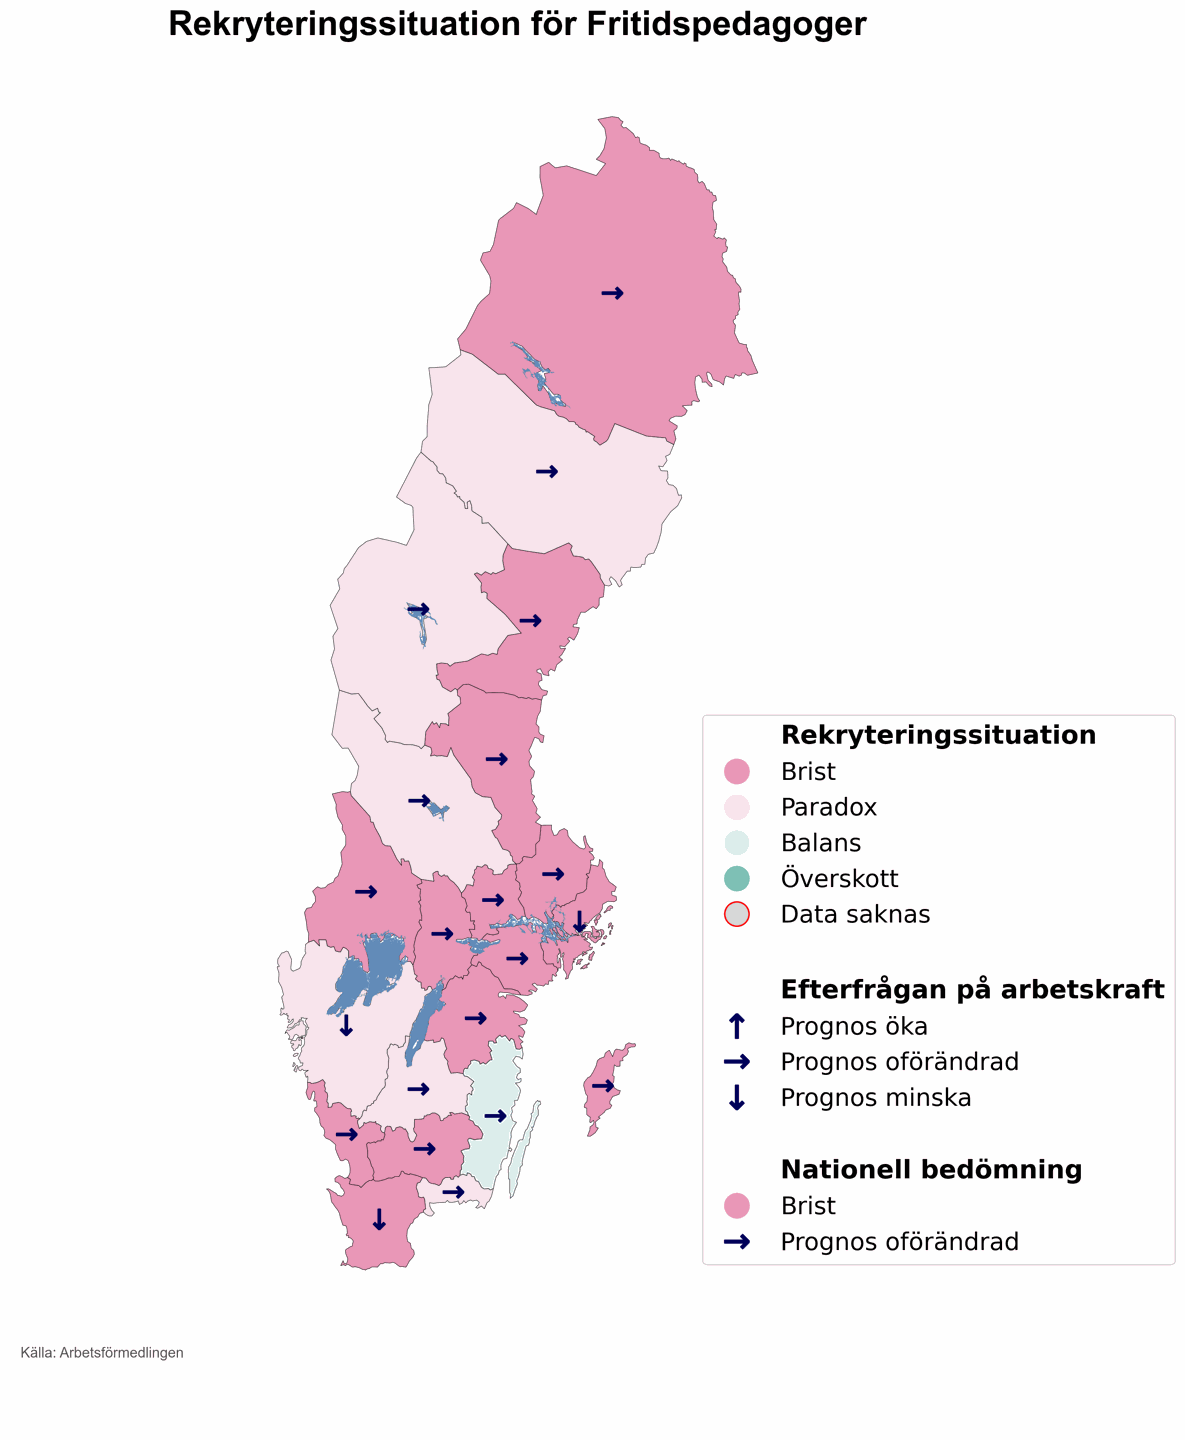 Rekryteringssituation för Fritidspedagoger
Rekryteringssituation
Brist
Paradox
Balans
Överskott
Data saknas
Efterfrågan på arbetskraft
Prognos öka
Prognos oförändrad
Prognos minska
Nationell bedömning
Brist
Prognos oförändrad
Källa: Arbetsförmedlingen